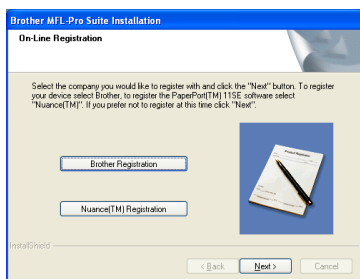 Brother MFL-Pro Suite Installation
On-Line Registration
Select the company you would like to register with and click the "Next" button. To register
your device select Brother, to register the PaperPort(TM) 11SE software select
"Nuance(TM)". If you prefer not to register at this time click "Next".
Brother Registration
Nuance(TM) Registration
InstallShield
< Back Next > Cancel